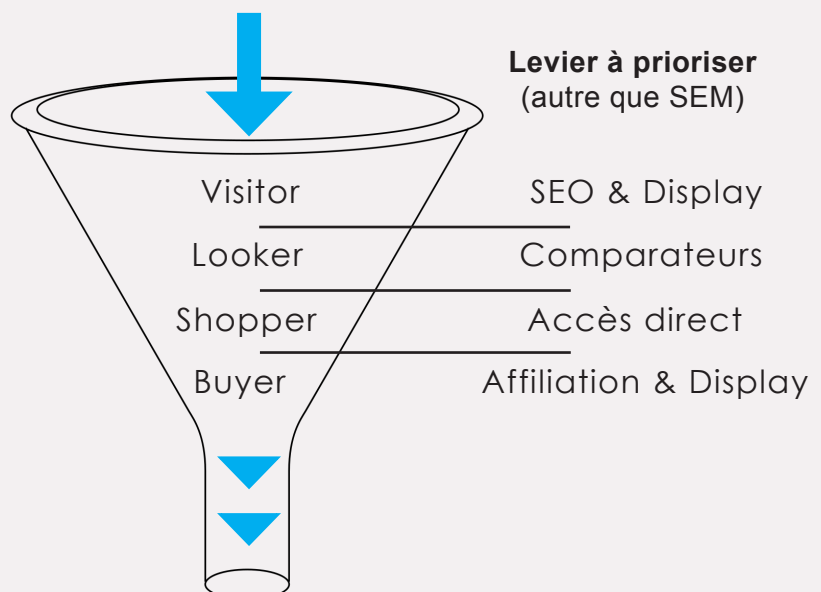 Levier à prioriser
(autre que SEM)
Visitor SEO & Display
Looker Comparateurs
Shopper Accès direct
Buyer Affiliation & Display